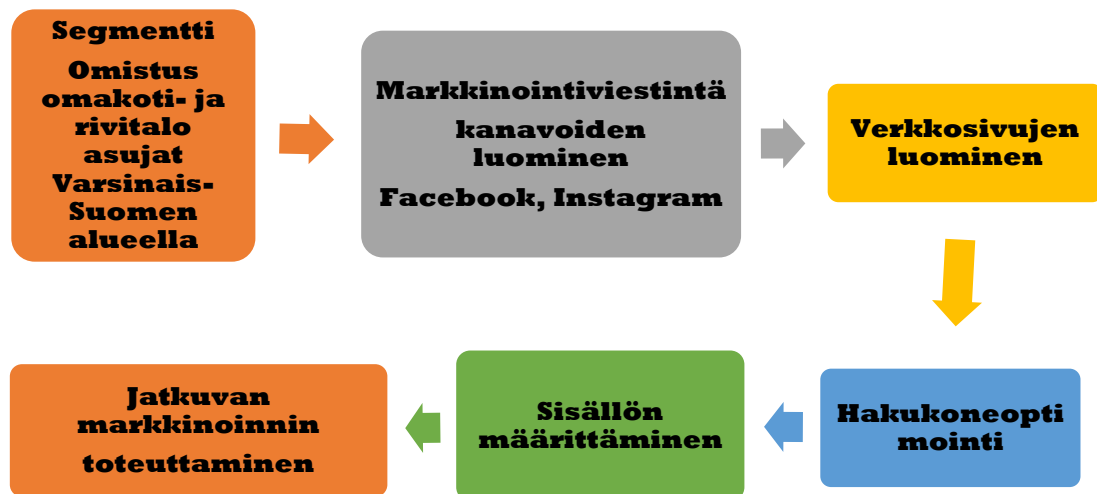 Segmentti
Omistus
omakoti- ja
rivitalo
asujat
Varsinais-
Suomen
alueella
Markkinointiviestintä
kanavoiden
luominen
Facebook, Instagram
Verkkosivujen
luominen
Hakukoneopti
mointi
Sisällön
määrittäminen
Jatkuvan
markkinoinnin
toteuttaminen